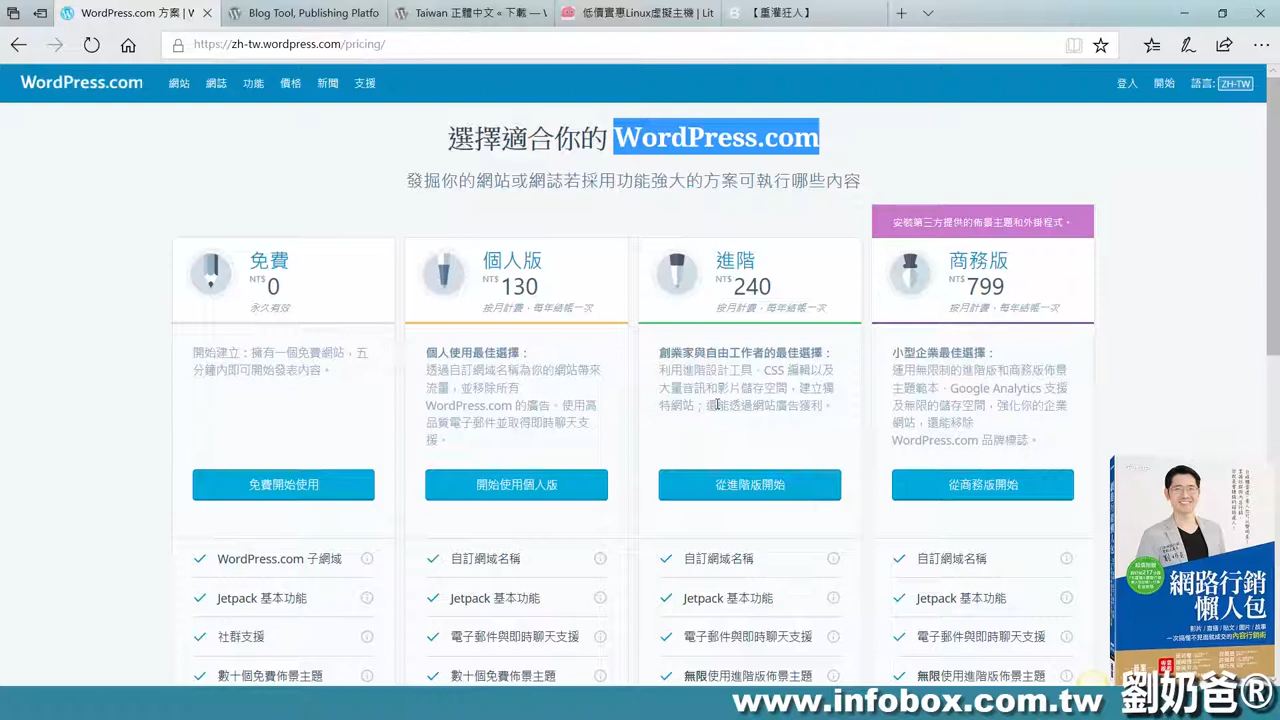 WordPress.com 方案 | V
Blog Tool, Publishing Platfo
Taiwan 正體中文 « 下載 — V
低價實惠Linux虛擬主機 | Lit
【重灌狂人】
https://zh-tw.wordpress.com/pricing/
WordPress.com 網站 網誌 功能 價格 新聞 支援 登入 開始 語言: ZH-TW
選擇適合你的 WordPress.com
發掘你的網站或網誌若採用功能強大的方案可執行哪些內容
安裝第三方提供的佈景主題和外掛程式。
免費
NT$ 0
永久有效
開始建立：擁有一個免費網站，五
分鐘內即可開始發表內容。
免費開始使用
WordPress.com 子網域
Jetpack 基本功能
社群支援
數十個免費佈景主題
個人版
NT$ 130
按月計費，每年結帳一次
個人使用最佳選擇：
透過自訂網域名稱為你的網站帶來
流量，並移除所有
WordPress.com 的廣告。使用高
品質電子郵件並取得即時聊天支
援。
開始使用個人版
自訂網域名稱
Jetpack 基本功能
電子郵件與即時聊天支援
數十個免費佈景主題
進階
NT$ 240
按月計費，每年結帳一次
創業家與自由工作者的最佳選擇：
利用進階設計工具、CSS 編輯以及
大量音訊和影片儲存空間，建立獨
特網站；還能透過網站廣告獲利。
從進階版開始
自訂網域名稱
Jetpack 基本功能
電子郵件與即時聊天支援
無限使用進階版佈景主題
商務版
NT$ 799
按月計費，每年結帳一次
小型企業最佳選擇：
運用無限制的進階版和商務版佈景
主題範本、Google Analytics 支援
及無限的儲存空間，強化你的企業
網站，還能移除
WordPress.com 品牌標誌。
從商務版開始
自訂網域名稱
Jetpack 基本功能
電子郵件與即時聊天支援
無限使用進階版佈景主題
網路行銷
懶人包
影片 / 直播 / 貼文 / 圖片 / 故事
一次搞懂不見面就成交的內容行銷術
www.infobox.com.tw 劉奶爸®